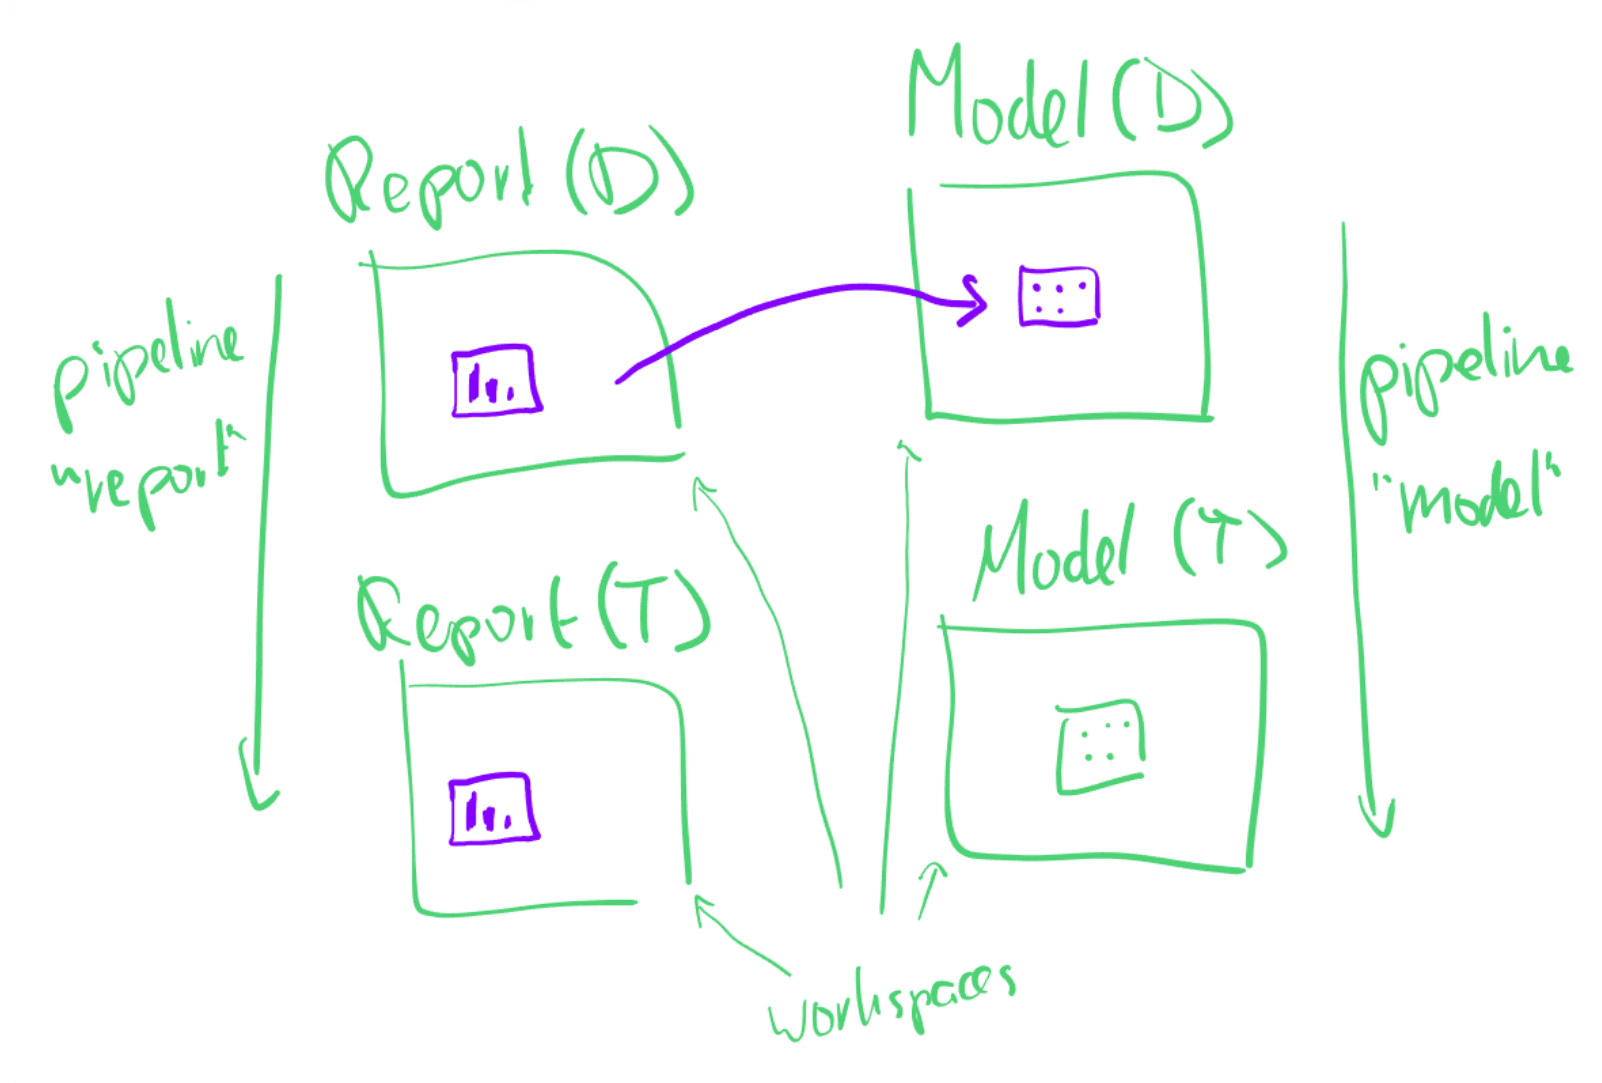 Model (D)
Report (D)
pipeline
"report"
pipeline
"model"
Model (T)
Report (T)
workspaces